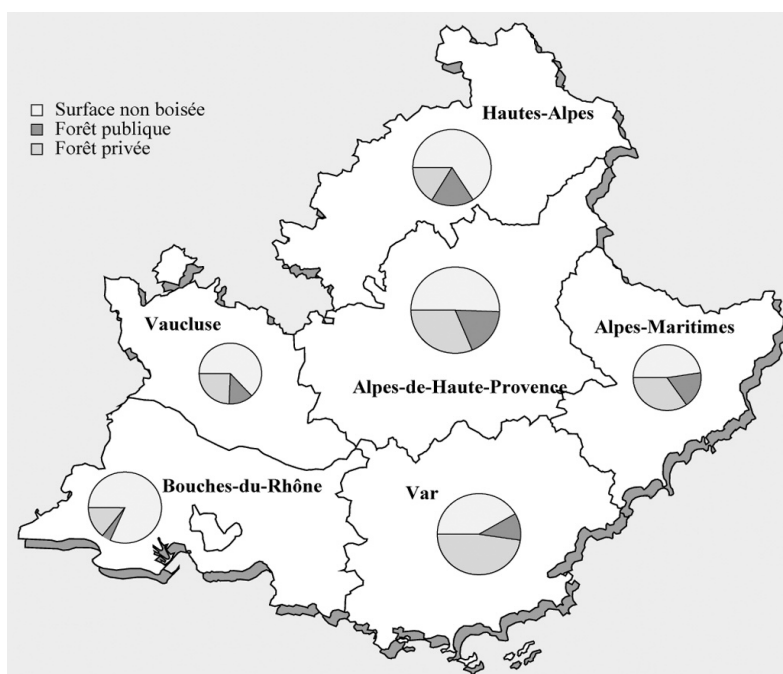 Surface non boisée
Forêt publique
Forêt privée
Hautes-Alpes
Vaucluse
Alpes-Maritimes
Alpes-de-Haute-Provence
Bouches-du-Rhône
Var